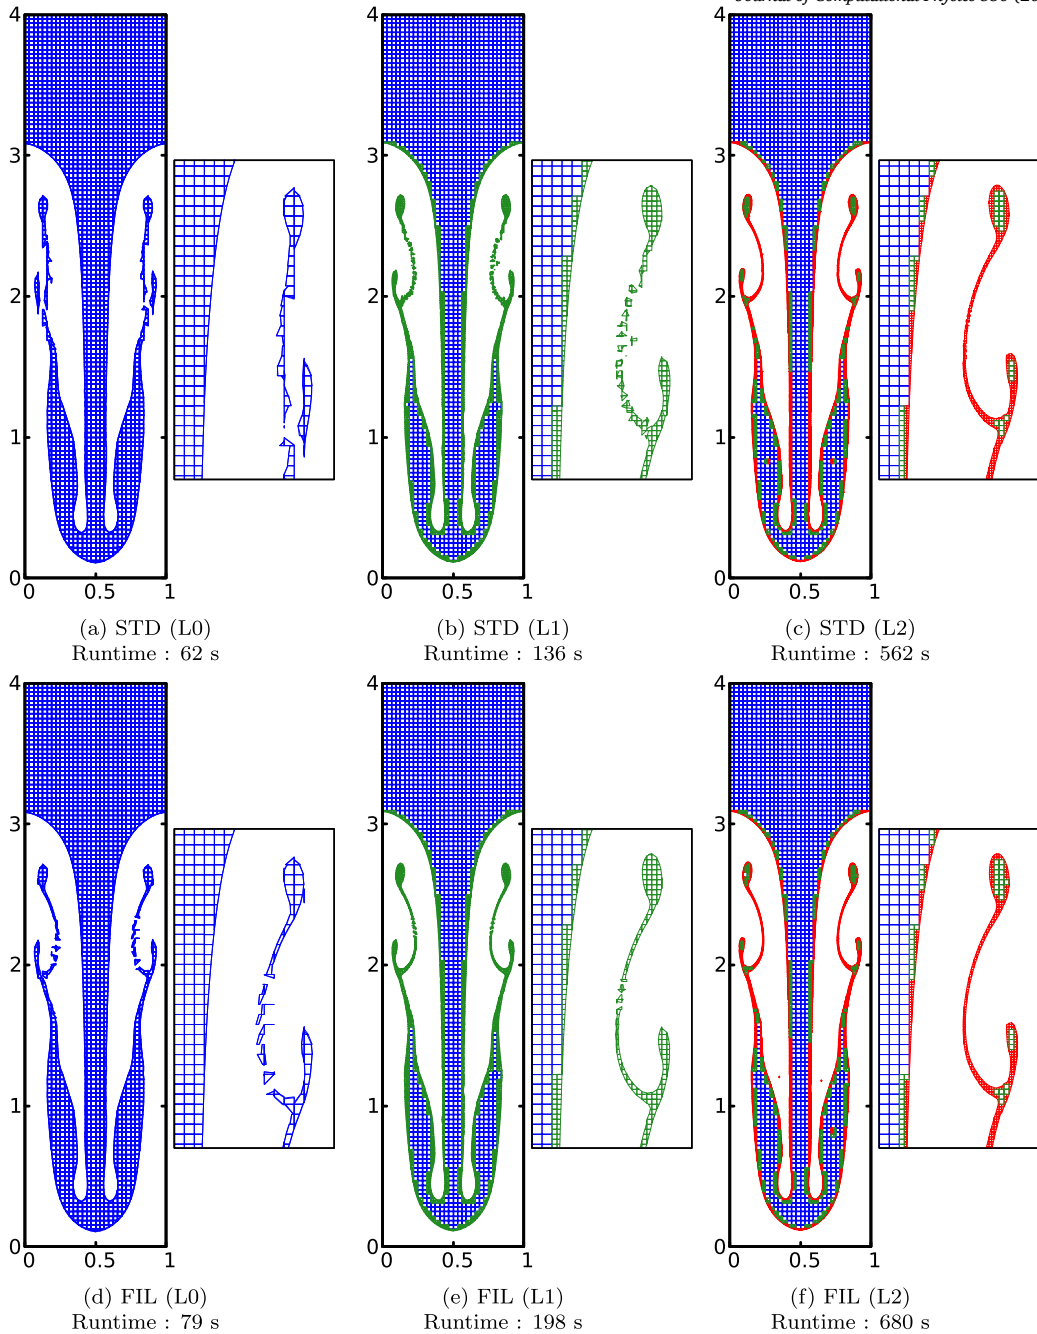 Journal of Computational Physics
4
3
2
1
0
0 0.5 1
4
3
2
1
0
0 0.5 1
4
3
2
1
0
0 0.5 1
(a) STD (L0)
Runtime : 62 s
(b) STD (L1)
Runtime : 136 s
(c) STD (L2)
Runtime : 562 s
4
3
2
1
0
0 0.5 1
4
3
2
1
0
0 0.5 1
4
3
2
1
0
0 0.5 1
(d) FIL (L0)
Runtime : 79 s
(e) FIL (L1)
Runtime : 198 s
(f) FIL (L2)
Runtime : 680 s